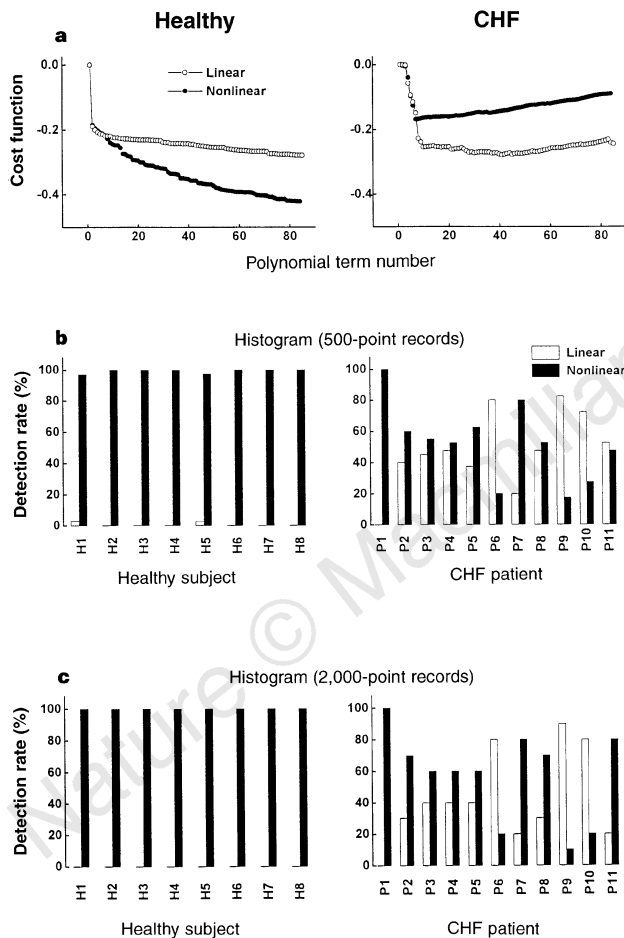 Healthy
CHF
a
Cost function
0.0
-0.2
-0.4
0 20 40 60 80
Linear
Nonlinear
0.0
-0.2
-0.4
0 20 40 60 80
Polynomial term number
b
Histogram (500-point records)
Detection rate (%)
100
80
60
40
20
0
H1 H2 H3 H4 H5 H6 H7 H8
Healthy subject
Linear
Nonlinear
100
80
60
40
20
0
P1 P2 P3 P4 P5 P6 P7 P8 P9 P10 P11
CHF patient
c
Histogram (2,000-point records)
Detection rate (%)
100
80
60
40
20
0
H1 H2 H3 H4 H5 H6 H7 H8
Healthy subject
100
80
60
40
20
0
P1 P2 P3 P4 P5 P6 P7 P8 P9 P10 P11
CHF patient
Nature © Macmillan